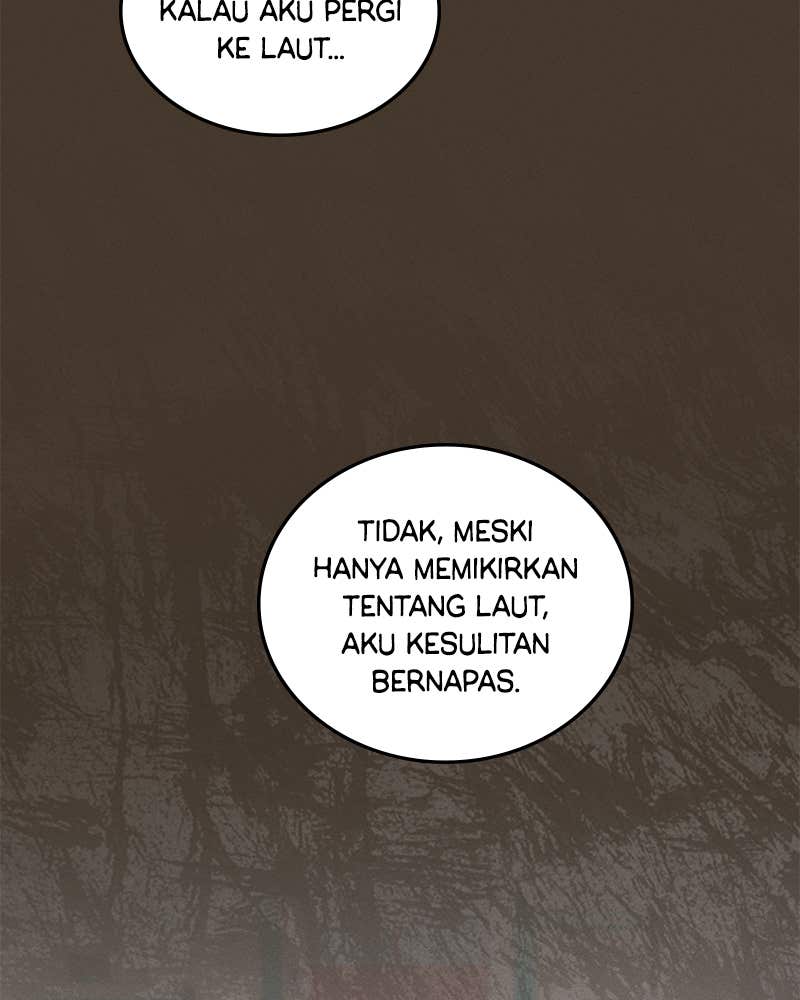 KALAU AKU PERGI
KE LAUT...
TIDAK, MESKI
HANYA MEMIKIRKAN
TENTANG LAUT,
AKU KESULITAN
BERNAPAS.